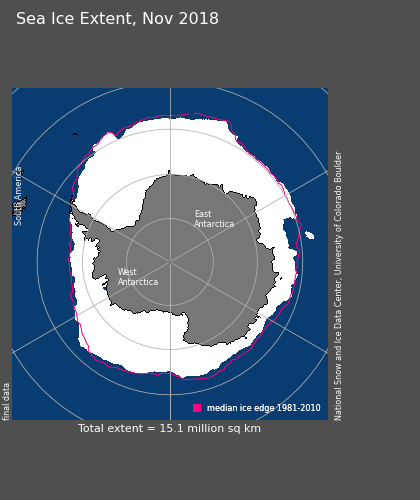 Sea Ice Extent, Nov 2018
South America
East
Antarctica
West
Antarctica
National Snow and Ice Data Center, University of Colorado Boulder
final data
median ice edge 1981-2010
Total extent = 15.1 million sq km